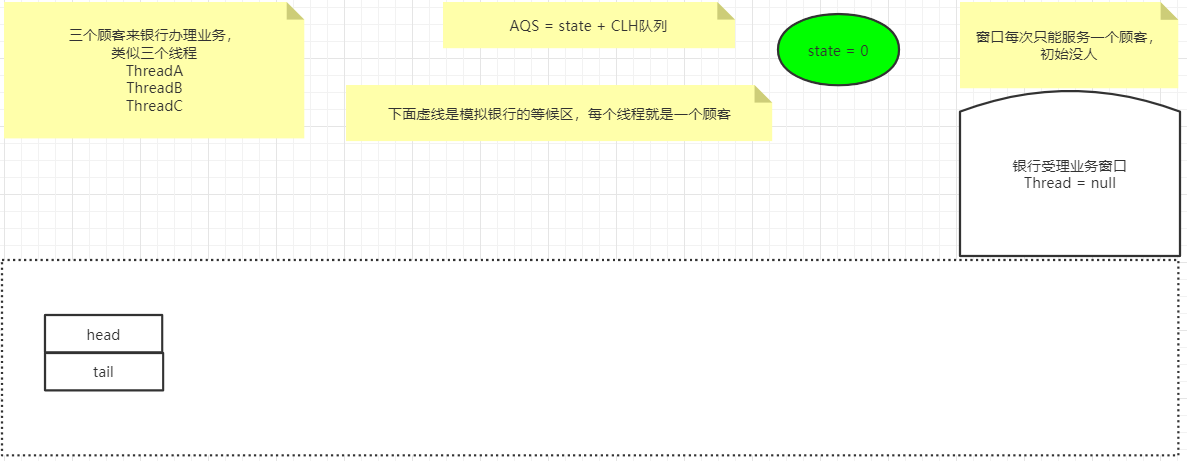 三个顾客来银行办理业务，
类似三个线程
ThreadA
ThreadB
ThreadC
AQS = state + CLH队列
state = 0
窗口每次只能服务一个顾客，
初始没人
下面虚线是模拟银行的等候区，每个线程就是一个顾客
银行受理业务窗口
Thread = null
head
tail